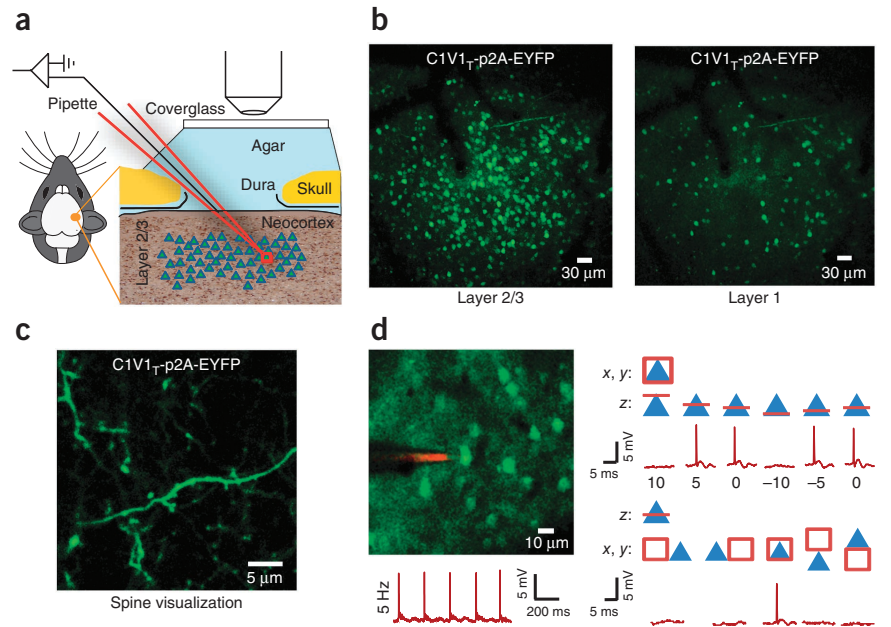 a
Pipette
Coverglass
Agar
Dura
Skull
Neocortex
Layer 2/3
b
C1V1T-p2A-EYFP
30 μm
Layer 2/3
C1V1T-p2A-EYFP
30 μm
Layer 1
c
C1V1T-p2A-EYFP
5 μm
Spine visualization
d
10 μm
5 Hz
5 mV
200 ms
x, y:
z:
5 mV
5 ms
10 5 0 –10 –5 0
z:
x, y:
5 mV
5 ms